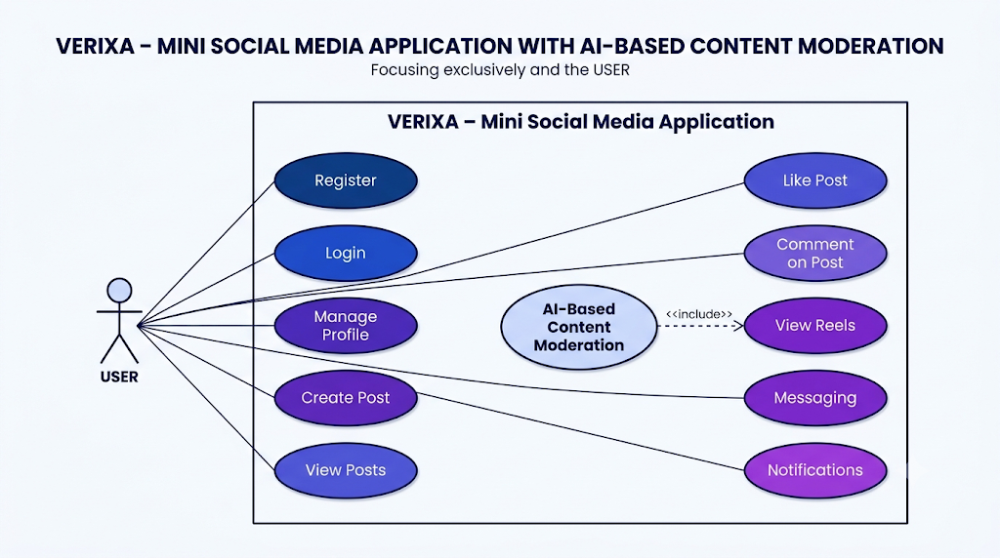 VERIXA – MINI SOCIAL MEDIA APPLICATION WITH AI-BASED CONTENT MODERATION
Focusing exclusively and the USER
VERIXA – Mini Social Media Application
Register
Login
Manage
Profile
Create Post
View Posts
USER
AI-Based
Content
Moderation
<<include>>
Like Post
Comment
on Post
View Reels
Messaging
Notifications